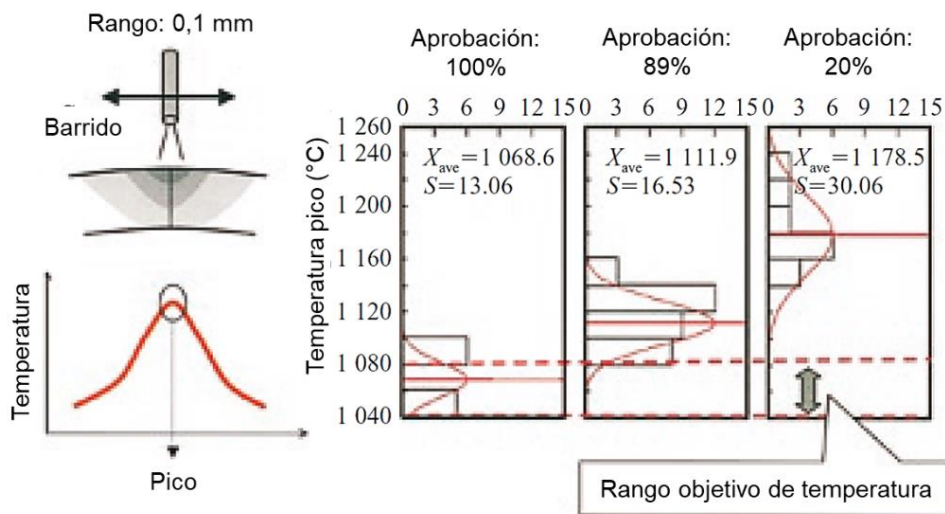 Rango: 0,1 mm
Barrido
Temperatura
Pico
Aprobación:
100%
Aprobación:
89%
Aprobación:
20%
0 3 6 9 12 15
0 3 6 9 12 15
0 3 6 9 12 15
Temperatura pico (°C)
1 260
1 240
1 200
1 160
1 120
1 080
1 040
Xave=1 068.6
S=13.06
Xave=1 111.9
S=16.53
Xave=1 178.5
S=30.06
Rango objetivo de temperatura